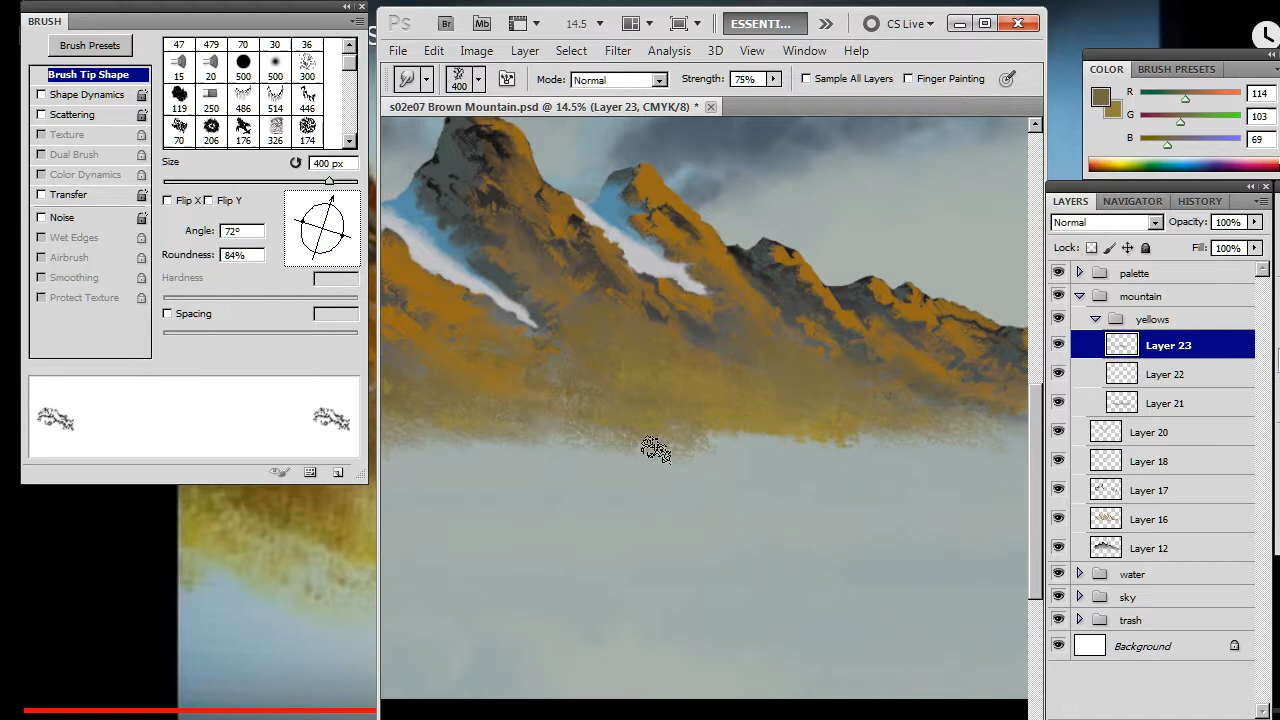 BRUSH
Brush Presets
Brush Tip Shape
Shape Dynamics
Scattering
Texture
Dual Brush
Color Dynamics
Transfer
Noise
Wet Edges
Airbrush
Smoothing
Protect Texture
47 479 70 30 36
15 20 500 500 300
119 250 486 514 446
70 206 176 326 174
Size 400 px
Flip X Flip Y
Angle: 72º
Roundness: 84%
Hardness
Spacing
Ps Br Mb 14.5 ESSENTI... CS Live
File Edit Image Layer Select Filter Analysis 3D View Window Help
400 Mode: Normal Strength: 75% Sample All Layers Finger Painting
s02e07 Brown Mountain.psd @ 14.5% (Layer 23, CMYK/8) *
COLOR BRUSH PRESETS
R 114
G 103
B 69
LAYERS NAVIGATOR HISTORY
Normal Opacity: 100%
Lock: Fill: 100%
palette
mountain
yellows
Layer 23
Layer 22
Layer 21
Layer 20
Layer 18
Layer 17
Layer 16
Layer 12
water
sky
trash
Background